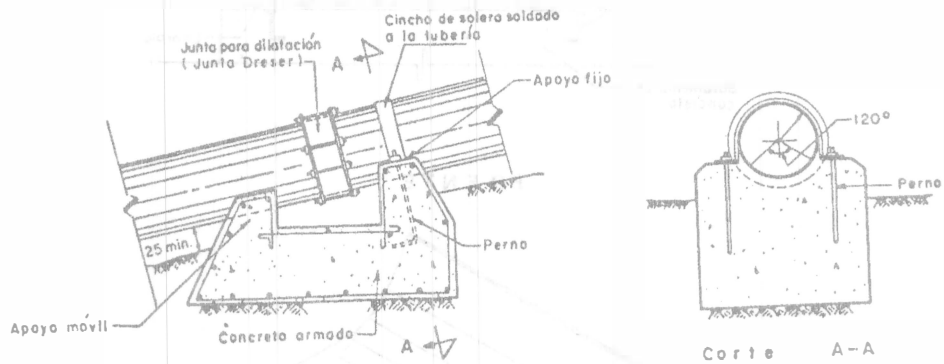 Cincho de solera soldado
a la tubería
Junta para dilatación
(Junta Dreser)
A
Apoyo fijo
120°
Perno
25 min.
Perno
Apoyo móvil
Concreto armado
A
Corte A-A